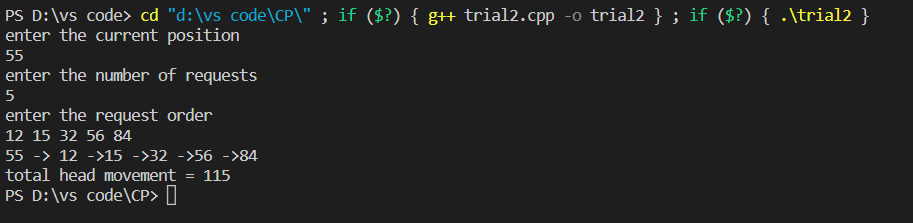 PS D:\vs code> cd "d:\vs code\CP\" ; if ($?) { g++ trial2.cpp -o trial2 } ; if ($?) { .\trial2 }
enter the current position
55
enter the number of requests
5
enter the request order
12 15 32 56 84
55 -> 12 ->15 ->32 ->56 ->84
total head movement = 115
PS D:\vs code\CP>